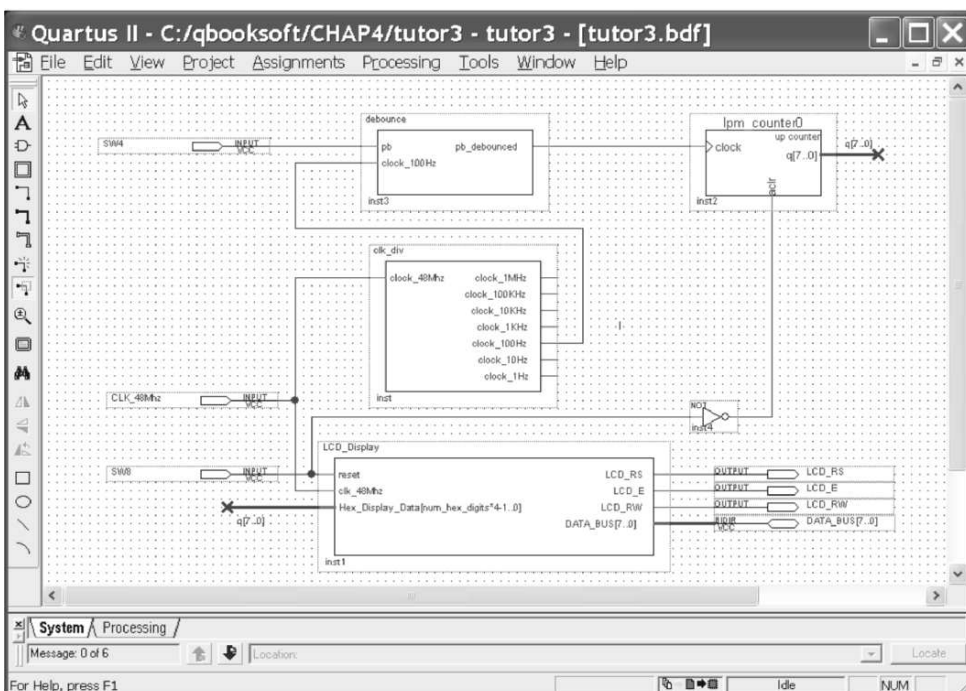 Quartus II - C:/qbooksoft/CHAP4/tutor3 - tutor3 - [tutor3.bdf]
File Edit View Project Assignments Processing Tools Window Help
debounce
pb
pb_debounced
clock_100Hz
inst3
lpm_counter0
up counter
clock
q[7..0]
aclr
inst2
q[7..0]
SW4
INPUT
VCC
clk_div
clock_48Mhz
clock_1MHz
clock_100KHz
clock_10KHz
clock_1KHz
clock_100Hz
clock_10Hz
clock_1Hz
inst
CLK_48Mhz
INPUT
VCC
NOT
inst4
SW8
INPUT
VCC
q[7..0]
LCD_Display
reset
clk_48Mhz
Hex_Display_Data[num_hex_digits*4-1..0]
LCD_RS
LCD_E
LCD_RW
DATA_BUS[7..0]
inst1
OUTPUT LCD_RS
OUTPUT LCD_E
OUTPUT LCD_RW
BIDIR
VCC
DATA_BUS[7..0]
System Processing
Message: 0 of 6
Location:
Locate
For Help, press F1
Idle
NUM